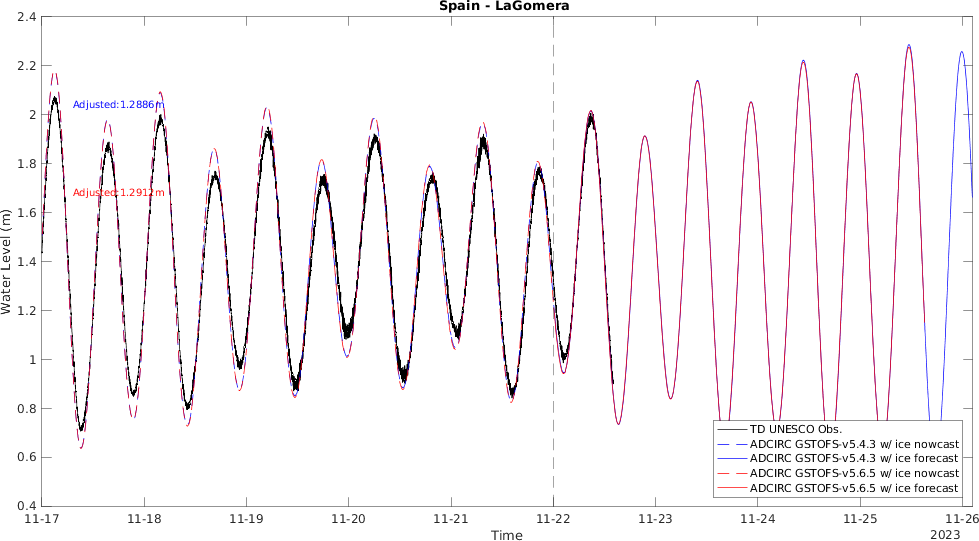 Spain - LaGomera
2.4
2.2
2
1.8
1.6
1.4
1.2
1
0.8
0.6
0.4
Water Level (m)
Adjusted:1.2886m
Adjusted:1.2912m
TD UNESCO Obs.
ADCIRC GSTOFS-v5.4.3 w/ ice nowcast
ADCIRC GSTOFS-v5.4.3 w/ ice forecast
ADCIRC GSTOFS-v5.6.5 w/ ice nowcast
ADCIRC GSTOFS-v5.6.5 w/ ice forecast
11-17 11-18 11-19 11-20 11-21 11-22 11-23 11-24 11-25 11-26
Time
2023